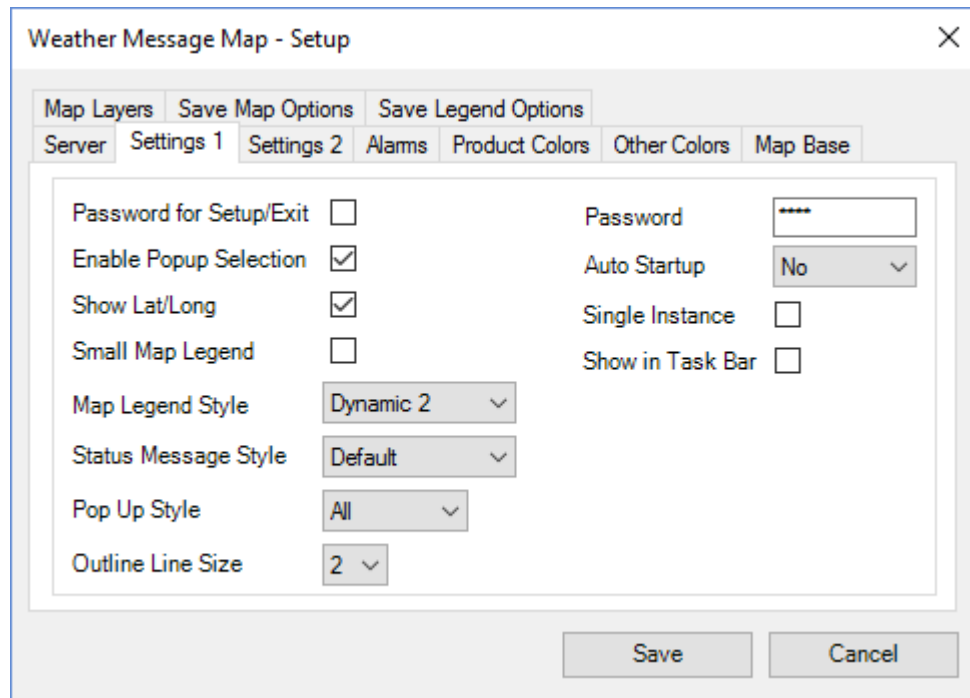 Weather Message Map - Setup
Map Layers Save Map Options Save Legend Options
Server Settings 1 Settings 2 Alarms Product Colors Other Colors Map Base
Password for Setup/Exit Password ****
Enable Popup Selection Auto Startup No
Show Lat/Long Single Instance
Small Map Legend Show in Task Bar
Map Legend Style Dynamic 2
Status Message Style Default
Pop Up Style All
Outline Line Size 2
Save Cancel